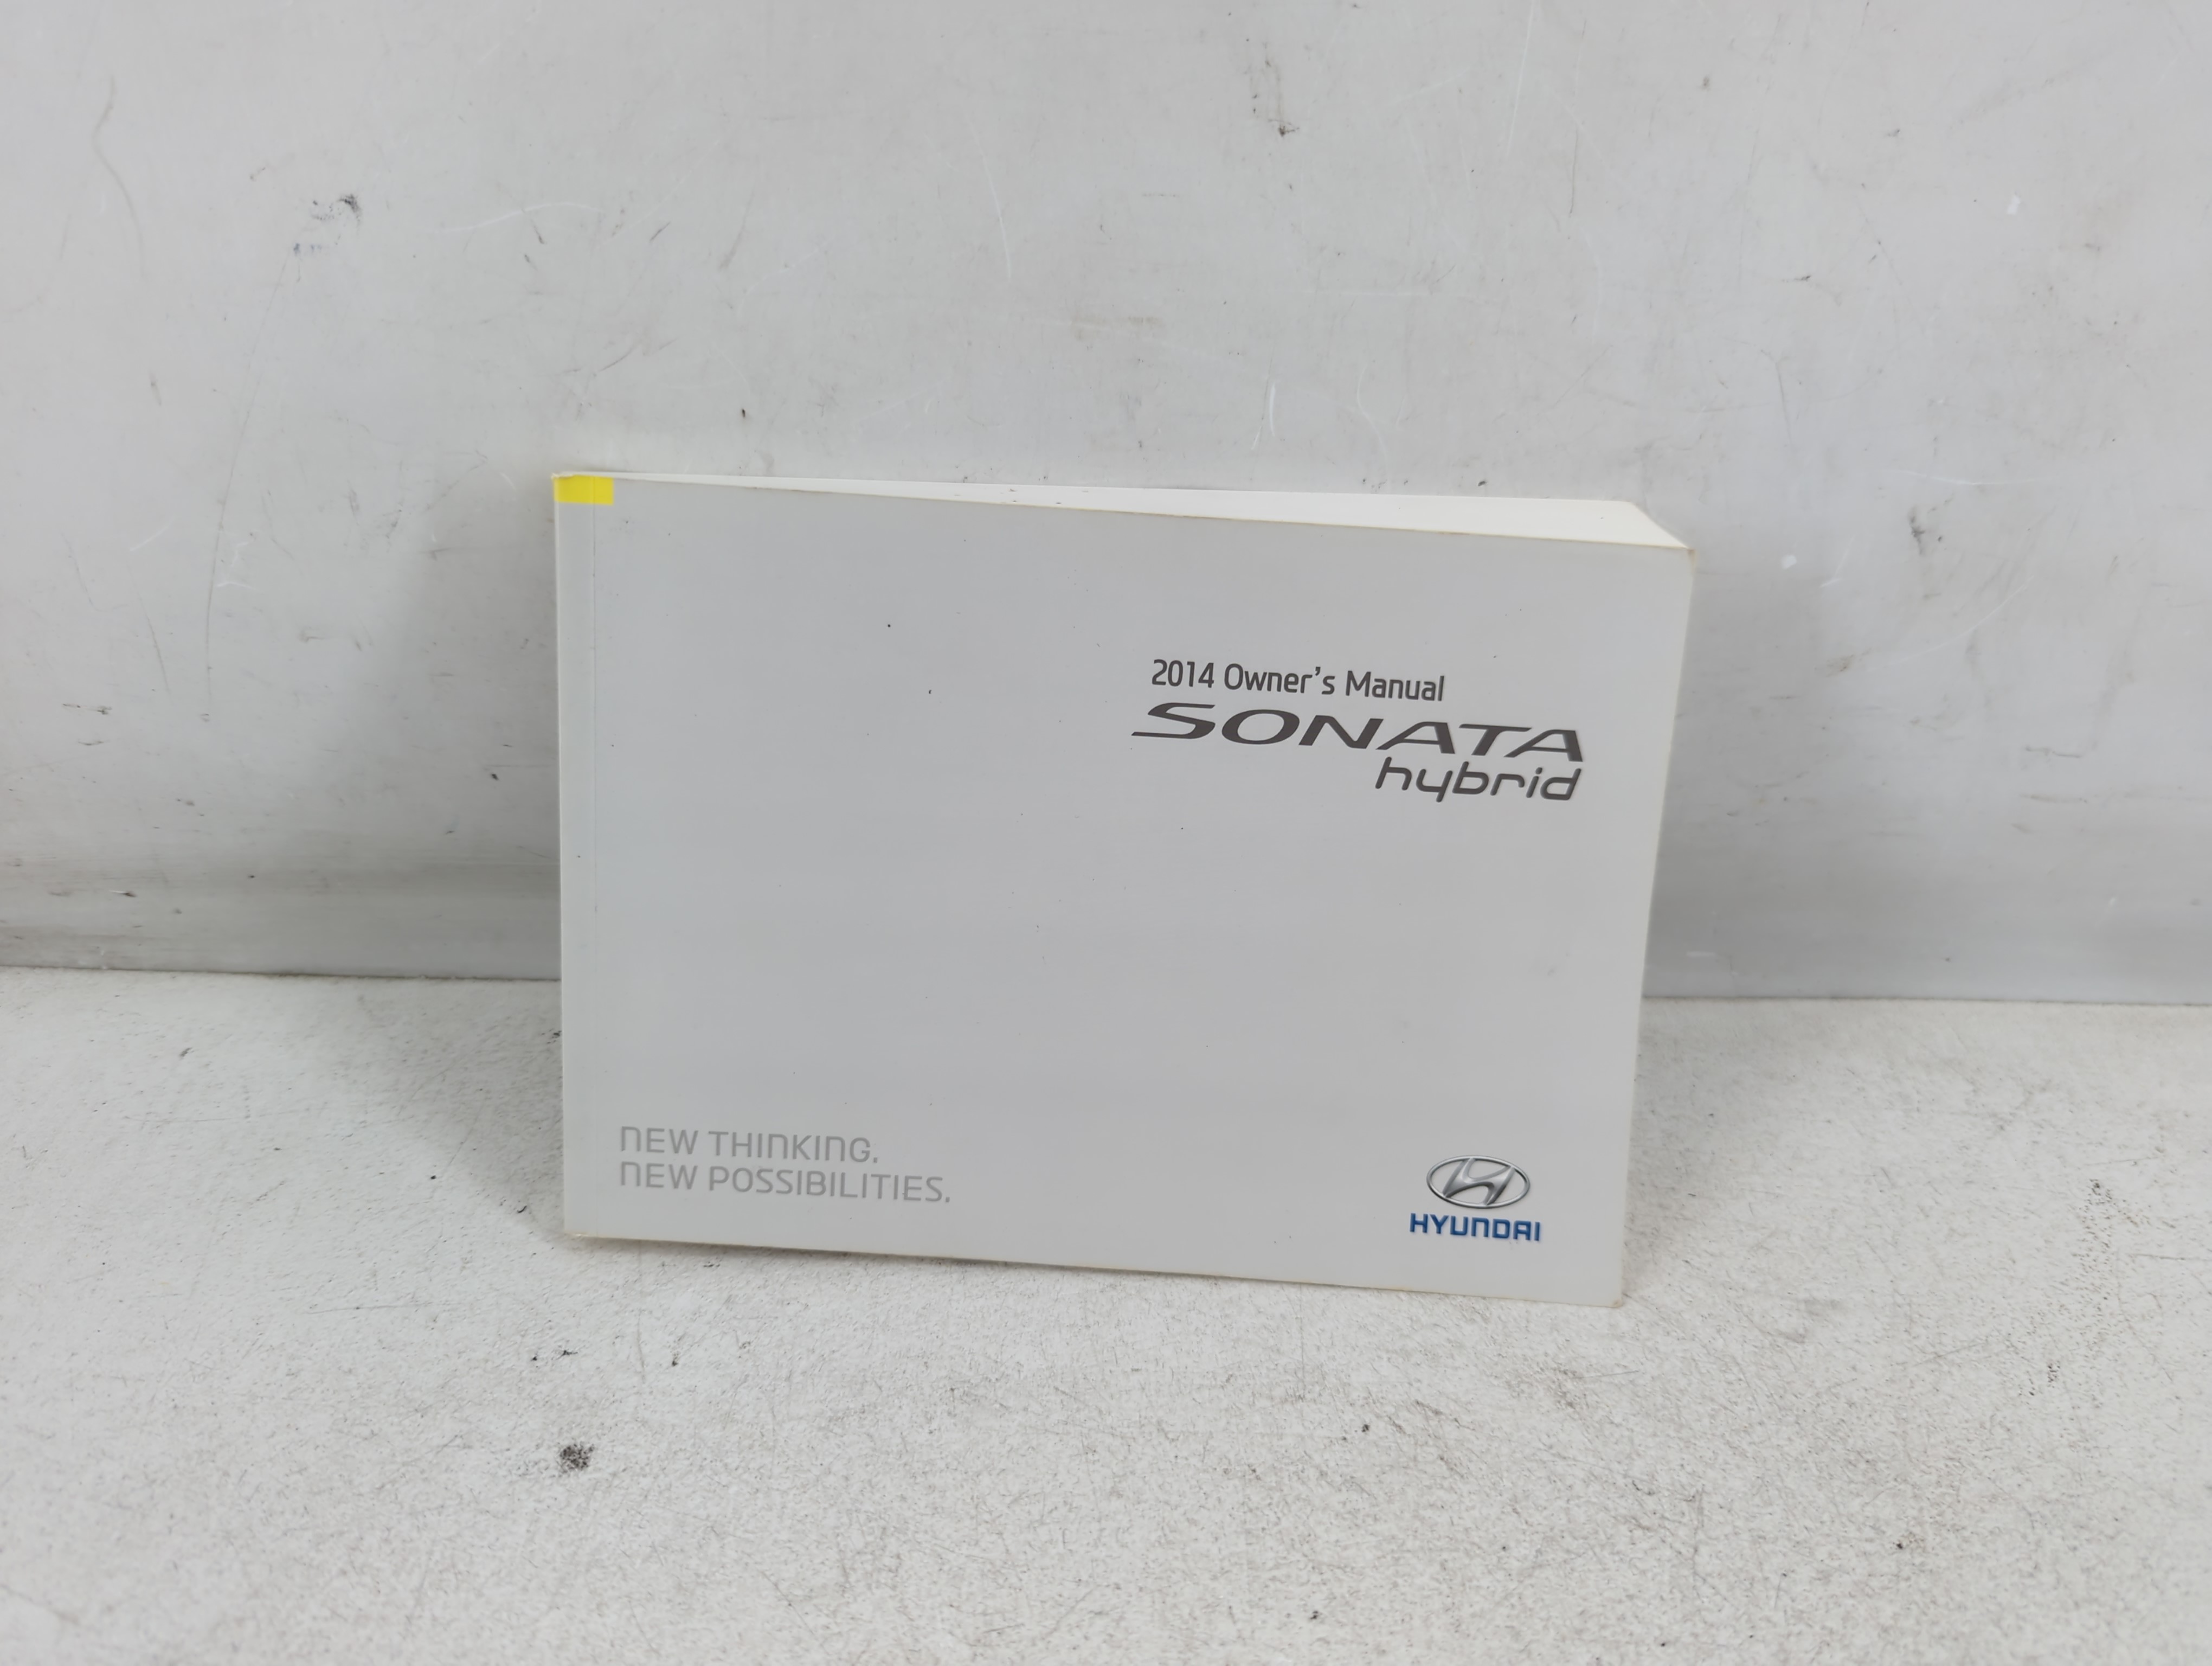 2014 Owner's Manual
SONATA
hybrid
NEW THINKING.
NEW POSSIBILITIES.
HYUNDAI